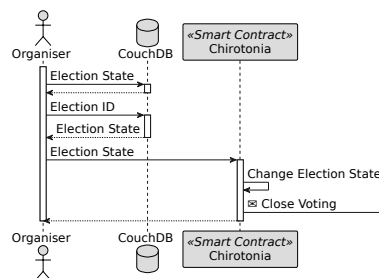 Organiser
CouchDB
«Smart Contract»
Chirotonia
Election State
Election ID
Election State
Election State
Change Election State
✉ Close Voting
Organiser
CouchDB
«Smart Contract»
Chirotonia